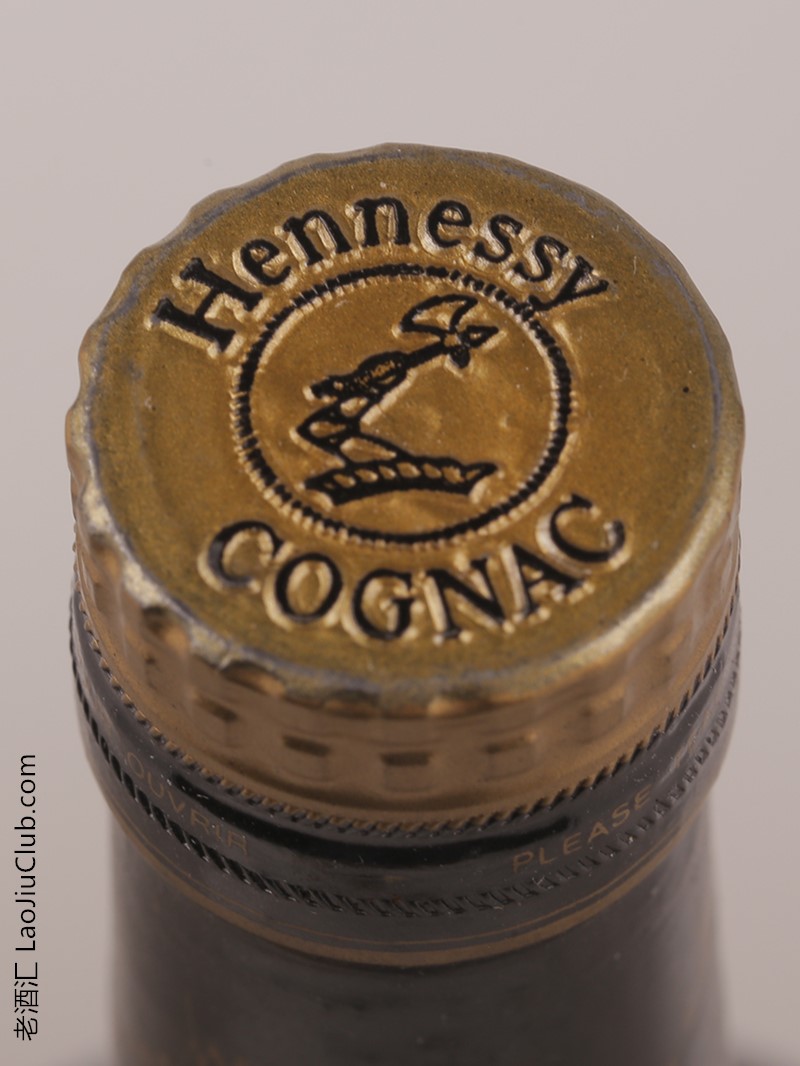 Hennessy
COGNAC
OUVRIR
PLEASE
老酒汇 LaoJiuClub.com